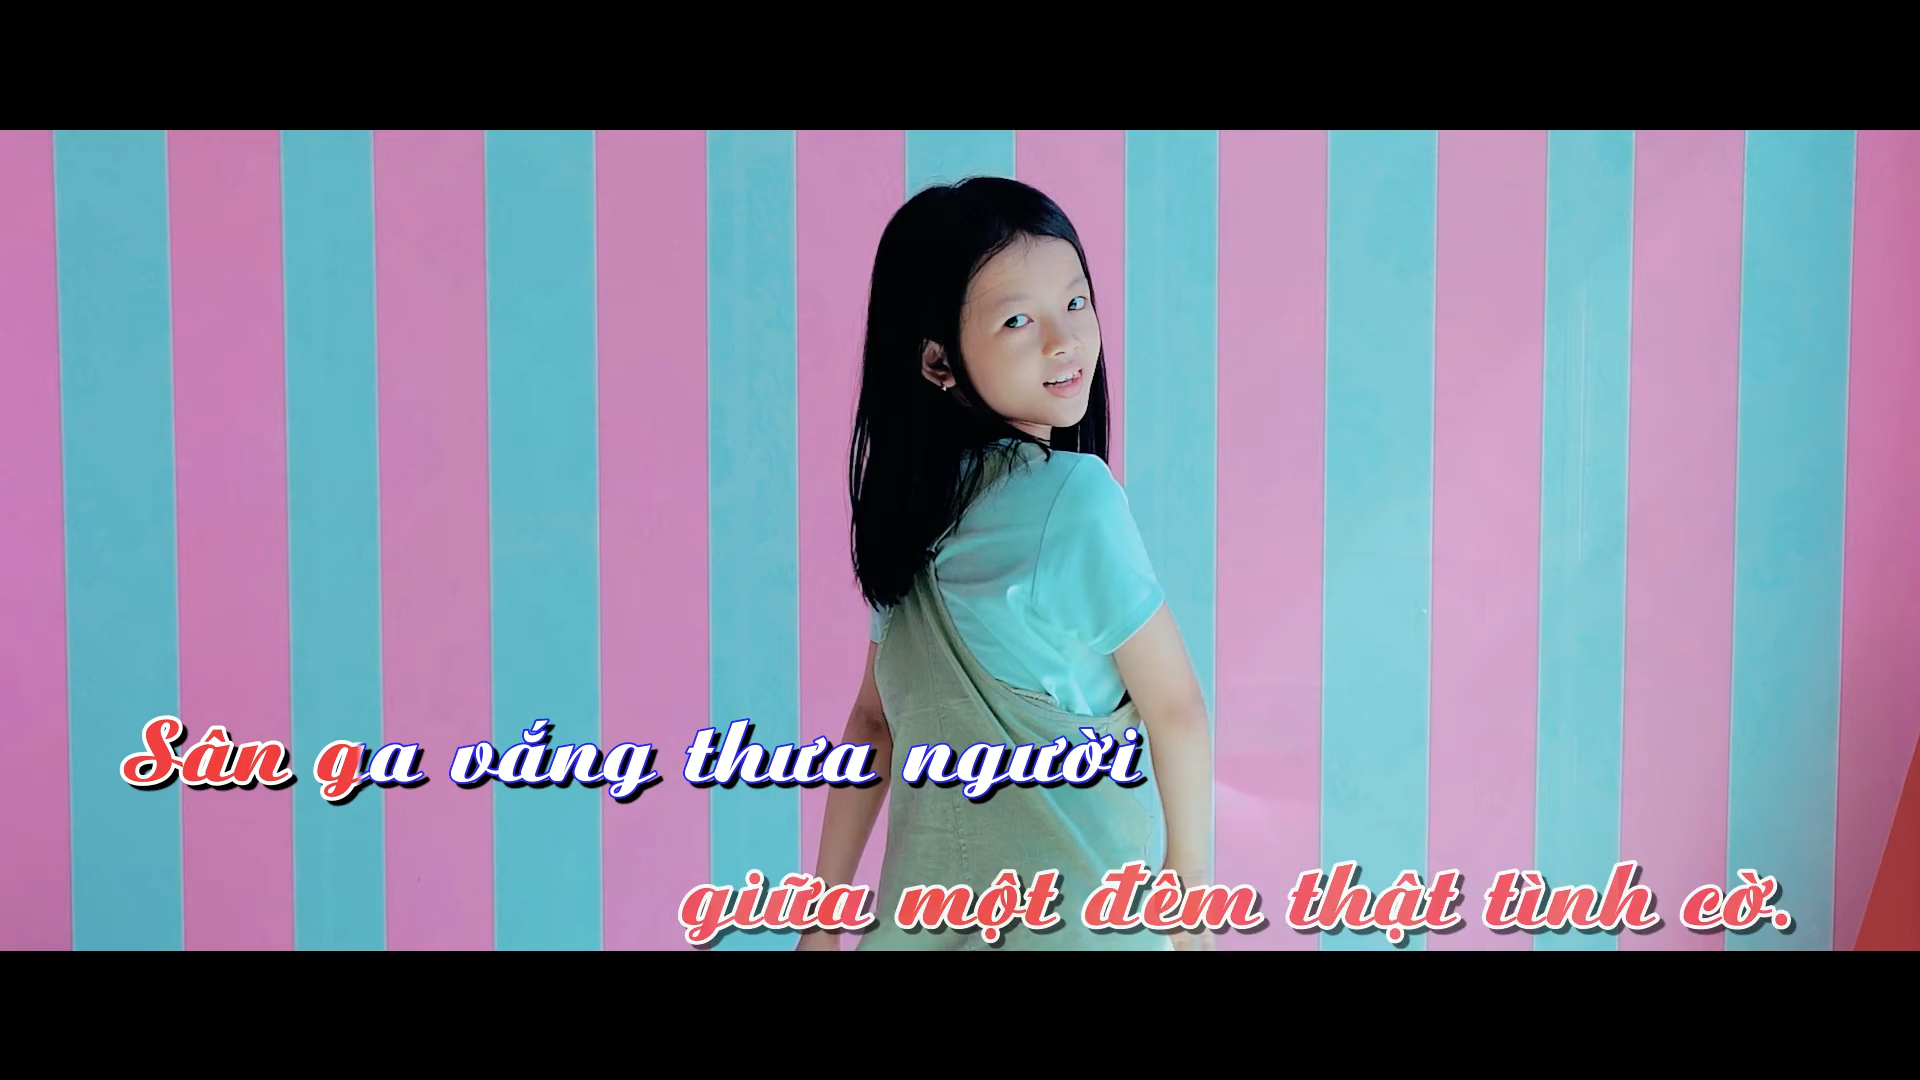 Sân ga vắng thưa người
giữa một đêm thật tình cờ.